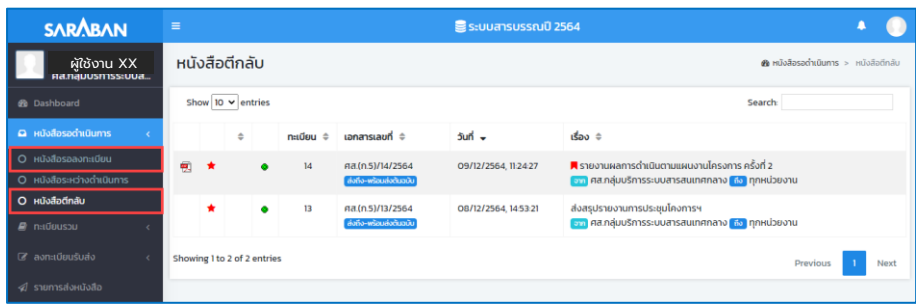 SARABAN
ระบบสารบรรณปี 2564
ผู้ใช้งาน XX
ศส.กลุ่มบริการระบบส...
หนังสือตีกลับ
หนังสือรอดำเนินการ > หนังสือตีกลับ
Dashboard
หนังสือรอดำเนินการ
หนังสือรอลงทะเบียน
หนังสือระหว่างดำเนินการ
หนังสือตีกลับ
ทะเบียนรวม
ลงทะเบียนรับส่ง
รายการส่งหนังสือ
Show 10 entries
Search:
ทะเบียน เอกสารเลขที่ วันที่ เรื่อง
14 ศส.(ก.5)/14/2564 09/12/2564, 11:24:27 รายงานผลการดำเนินตามแผนงานโครงการ ครั้งที่ 2
ส่งถึง-พร้อมส่งต้นฉบับ จาก ศส.กลุ่มบริการระบบสารสนเทศกลาง ถึง ทุกหน่วยงาน
13 ศส.(ก.5)/13/2564 08/12/2564, 14:53:21 ส่งสรุปรายงานการประชุมโครงการฯ
ส่งถึง-พร้อมส่งต้นฉบับ จาก ศส.กลุ่มบริการระบบสารสนเทศกลาง ถึง ทุกหน่วยงาน
Showing 1 to 2 of 2 entries
Previous 1 Next